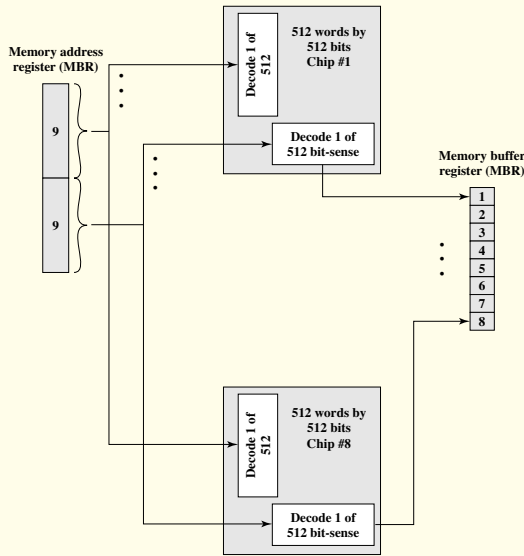 Memory address
register (MBR)
9
9
Decode 1 of
512
512 words by
512 bits
Chip #1
Decode 1 of
512 bit-sense
Memory buffer
register (MBR)
1
2
3
4
5
6
7
8
Decode 1 of
512
512 words by
512 bits
Chip #8
Decode 1 of
512 bit-sense